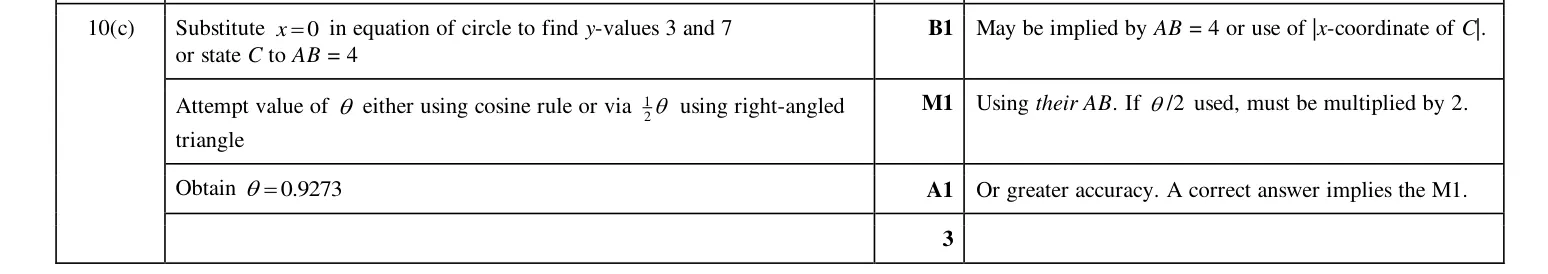 10(c) Substitute x=0 in equation of circle to find y-values 3 and 7 B1 May be implied by AB = 4 or use of |x-coordinate of C|.
or state C to AB = 4
Attempt value of θ either using cosine rule or via ½θ using right-angled M1 Using their AB. If θ/2 used, must be multiplied by 2.
triangle
Obtain θ=0.9273 A1 Or greater accuracy. A correct answer implies the M1.
3